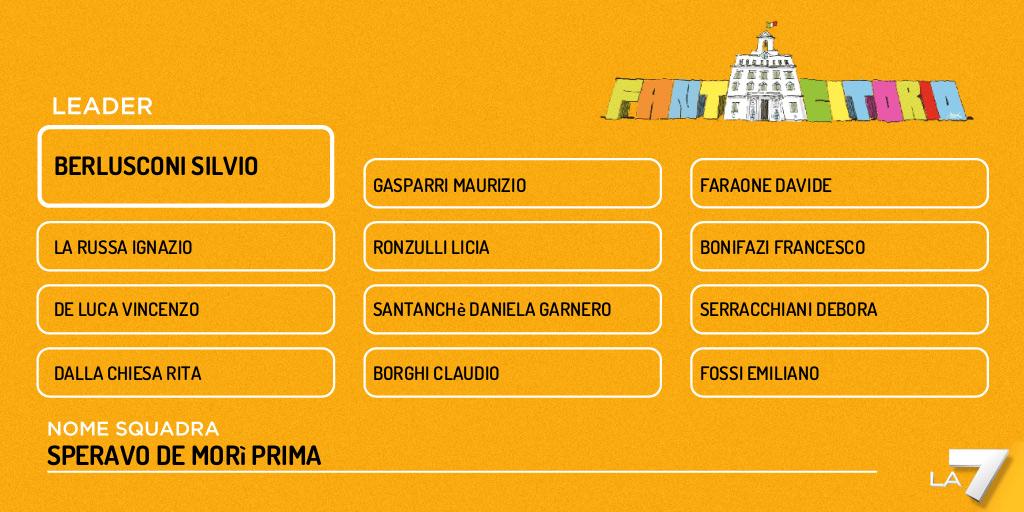 FANTACITORIO
LEADER
BERLUSCONI SILVIO
LA RUSSA IGNAZIO
DE LUCA VINCENZO
DALLA CHIESA RITA
GASPARRI MAURIZIO
RONZULLI LICIA
SANTANCHè DANIELA GARNERO
BORGHI CLAUDIO
FARAONE DAVIDE
BONIFAZI FRANCESCO
SERRACCHIANI DEBORA
FOSSI EMILIANO
NOME SQUADRA
SPERAVO DE MORì PRIMA
LA7